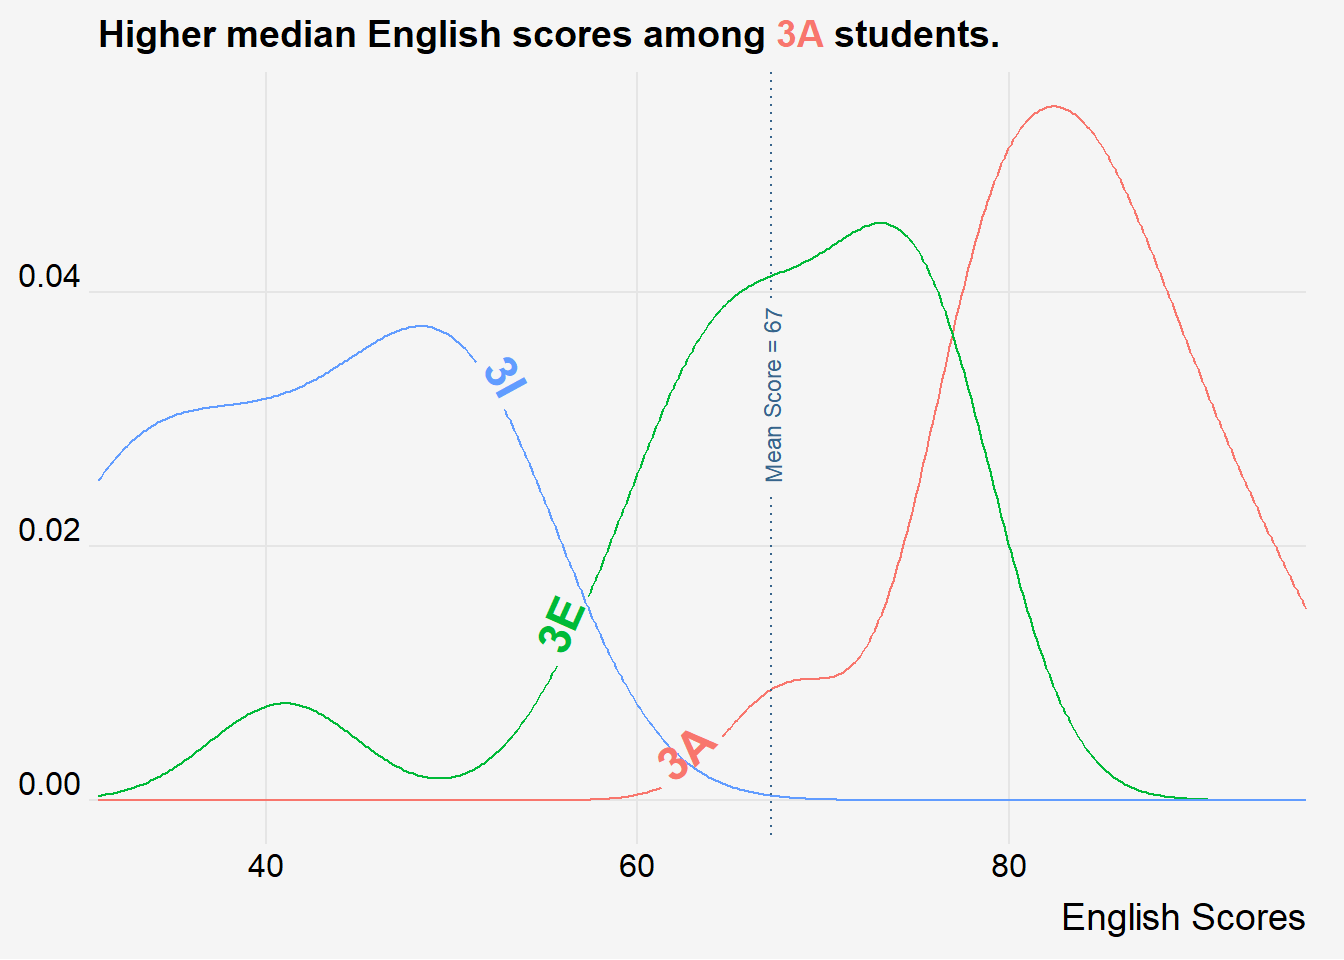 Higher median English scores among 3A students.
0.04
0.02
0.00
3I
3E
3A
Mean Score = 67
40
60
80
English Scores